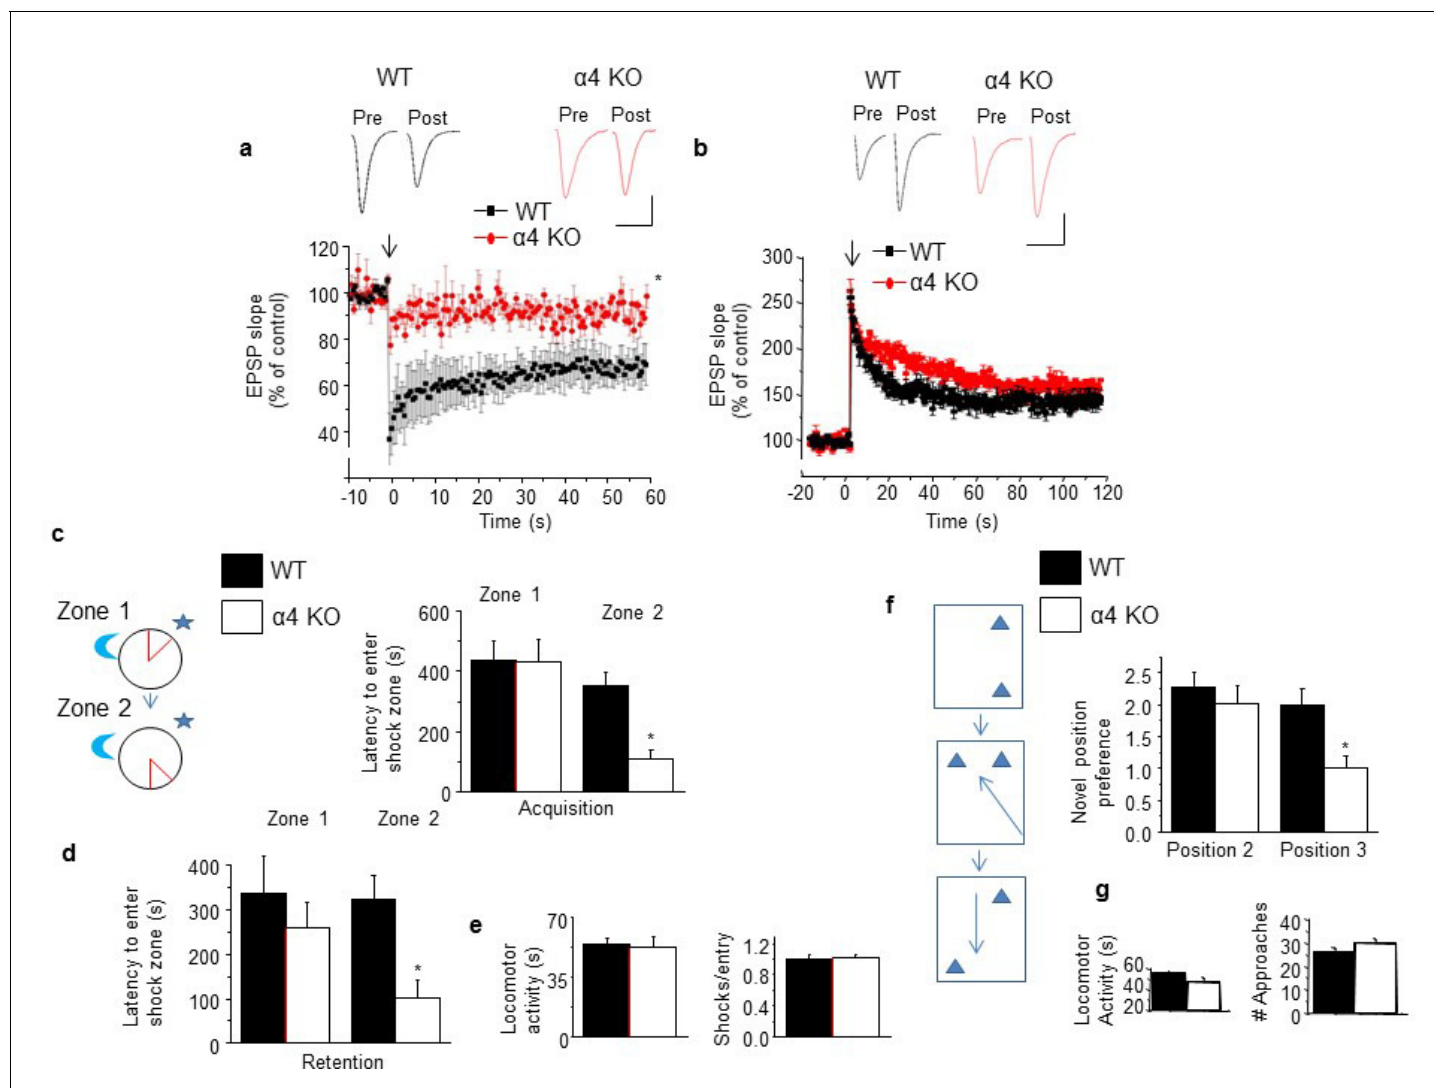 WT
α4 KO
WT
α4 KO
Pre
Post
Pre
Post
Pre
Post
Pre
Post
a
b
WT
α4 KO
WT
α4 KO
120
100
80
60
40
EPSP slope
(% of control)
*
-10 0 10 20 30 40 50 60
Time (s)
300
250
200
150
100
EPSP slope
(% of control)
-20 0 20 40 60 80 100 120
Time (s)
c
WT
α4 KO
Zone 1
Zone 2
Zone 1
Zone 2
600
400
200
0
Latency to enter
shock zone (s)
*
Acquisition
d
Zone 1
Zone 2
400
300
200
100
0
Latency to enter
shock zone (s)
*
Retention
e
70
35
0
Locomotor
activity (s)
1.2
0.8
0.4
0.0
Shocks/entry
f
WT
α4 KO
2.5
2.0
1.5
1.0
0.5
0.0
Novel position
preference
*
Position 2
Position 3
g
60
40
20
Locomotor
Activity (s)
40
30
20
10
0
# Approaches